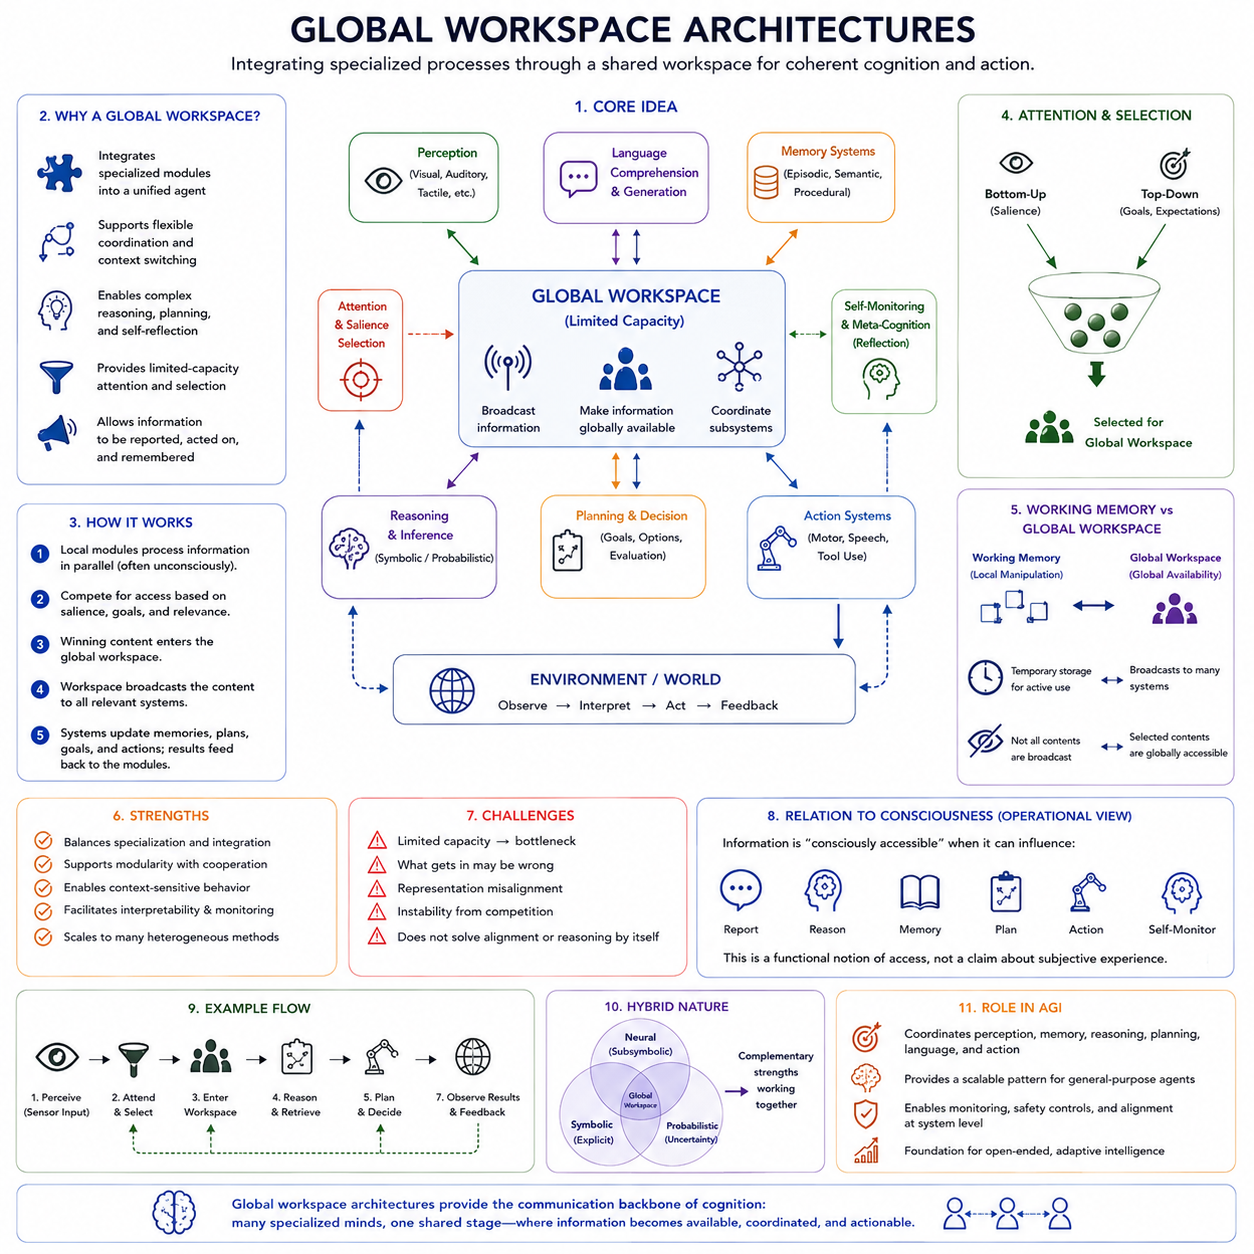 GLOBAL WORKSPACE ARCHITECTURES
Integrating specialized processes through a shared workspace for coherent cognition and action.
1. CORE IDEA
Perception
(Visual, Auditory,
Tactile, etc.)
Language
Comprehension
& Generation
Memory Systems
(Episodic, Semantic,
Procedural)
Attention
& Salience
Selection
GLOBAL WORKSPACE
(Limited Capacity)
Broadcast
information
Make information
globally available
Coordinate
subsystems
Self-Monitoring
& Meta-Cognition
(Reflection)
Reasoning
& Inference
(Symbolic / Probabilistic)
Planning & Decision
(Goals, Options,
Evaluation)
Action Systems
(Motor, Speech,
Tool Use)
ENVIRONMENT / WORLD
Observe → Interpret → Act → Feedback
2. WHY A GLOBAL WORKSPACE?
Integrates
specialized modules
into a unified agent
Supports flexible
coordination and
context switching
Enables complex
reasoning, planning,
and self-reflection
Provides limited-capacity
attention and selection
Allows information
to be reported, acted on,
and remembered
3. HOW IT WORKS
1 Local modules process information
in parallel (often unconsciously).
2 Compete for access based on
salience, goals, and relevance.
3 Winning content enters the
global workspace.
4 Workspace broadcasts the content
to all relevant systems.
5 Systems update memories, plans,
goals, and actions; results feed
back to the modules.
4. ATTENTION & SELECTION
Bottom-Up
(Salience)
Top-Down
(Goals, Expectations)
Selected for
Global Workspace
5. WORKING MEMORY vs
GLOBAL WORKSPACE
Working Memory
(Local Manipulation)
Global Workspace
(Global Availability)
Temporary storage
for active use
Broadcasts to many
systems
Not all contents
are broadcast
Selected contents
are globally accessible
6. STRENGTHS
Balances specialization and integration
Supports modularity with cooperation
Enables context-sensitive behavior
Facilitates interpretability & monitoring
Scales to many heterogeneous methods
7. CHALLENGES
Limited capacity → bottleneck
What gets in may be wrong
Representation misalignment
Instability from competition
Does not solve alignment or reasoning by itself
8. RELATION TO CONSCIOUSNESS (OPERATIONAL VIEW)
Information is “consciously accessible” when it can influence:
Report
Reason
Memory
Plan
Action
Self-Monitor
This is a functional notion of access, not a claim about subjective experience.
9. EXAMPLE FLOW
1. Perceive
(Sensor Input)
2. Attend
& Select
3. Enter
Workspace
4. Reason
& Retrieve
5. Plan
& Decide
7. Observe Results
& Feedback
10. HYBRID NATURE
Neural
(Subsymbolic)
Global
Workspace
Symbolic
(Explicit)
Probabilistic
(Uncertainty)
Complementary
strengths
working
together
11. ROLE IN AGI
Coordinates perception, memory, reasoning, planning,
language, and action
Provides a scalable pattern for general-purpose agents
Enables monitoring, safety controls, and alignment
at system level
Foundation for open-ended, adaptive intelligence
Global workspace architectures provide the communication backbone of cognition:
many specialized minds, one shared stage—where information becomes available, coordinated, and actionable.